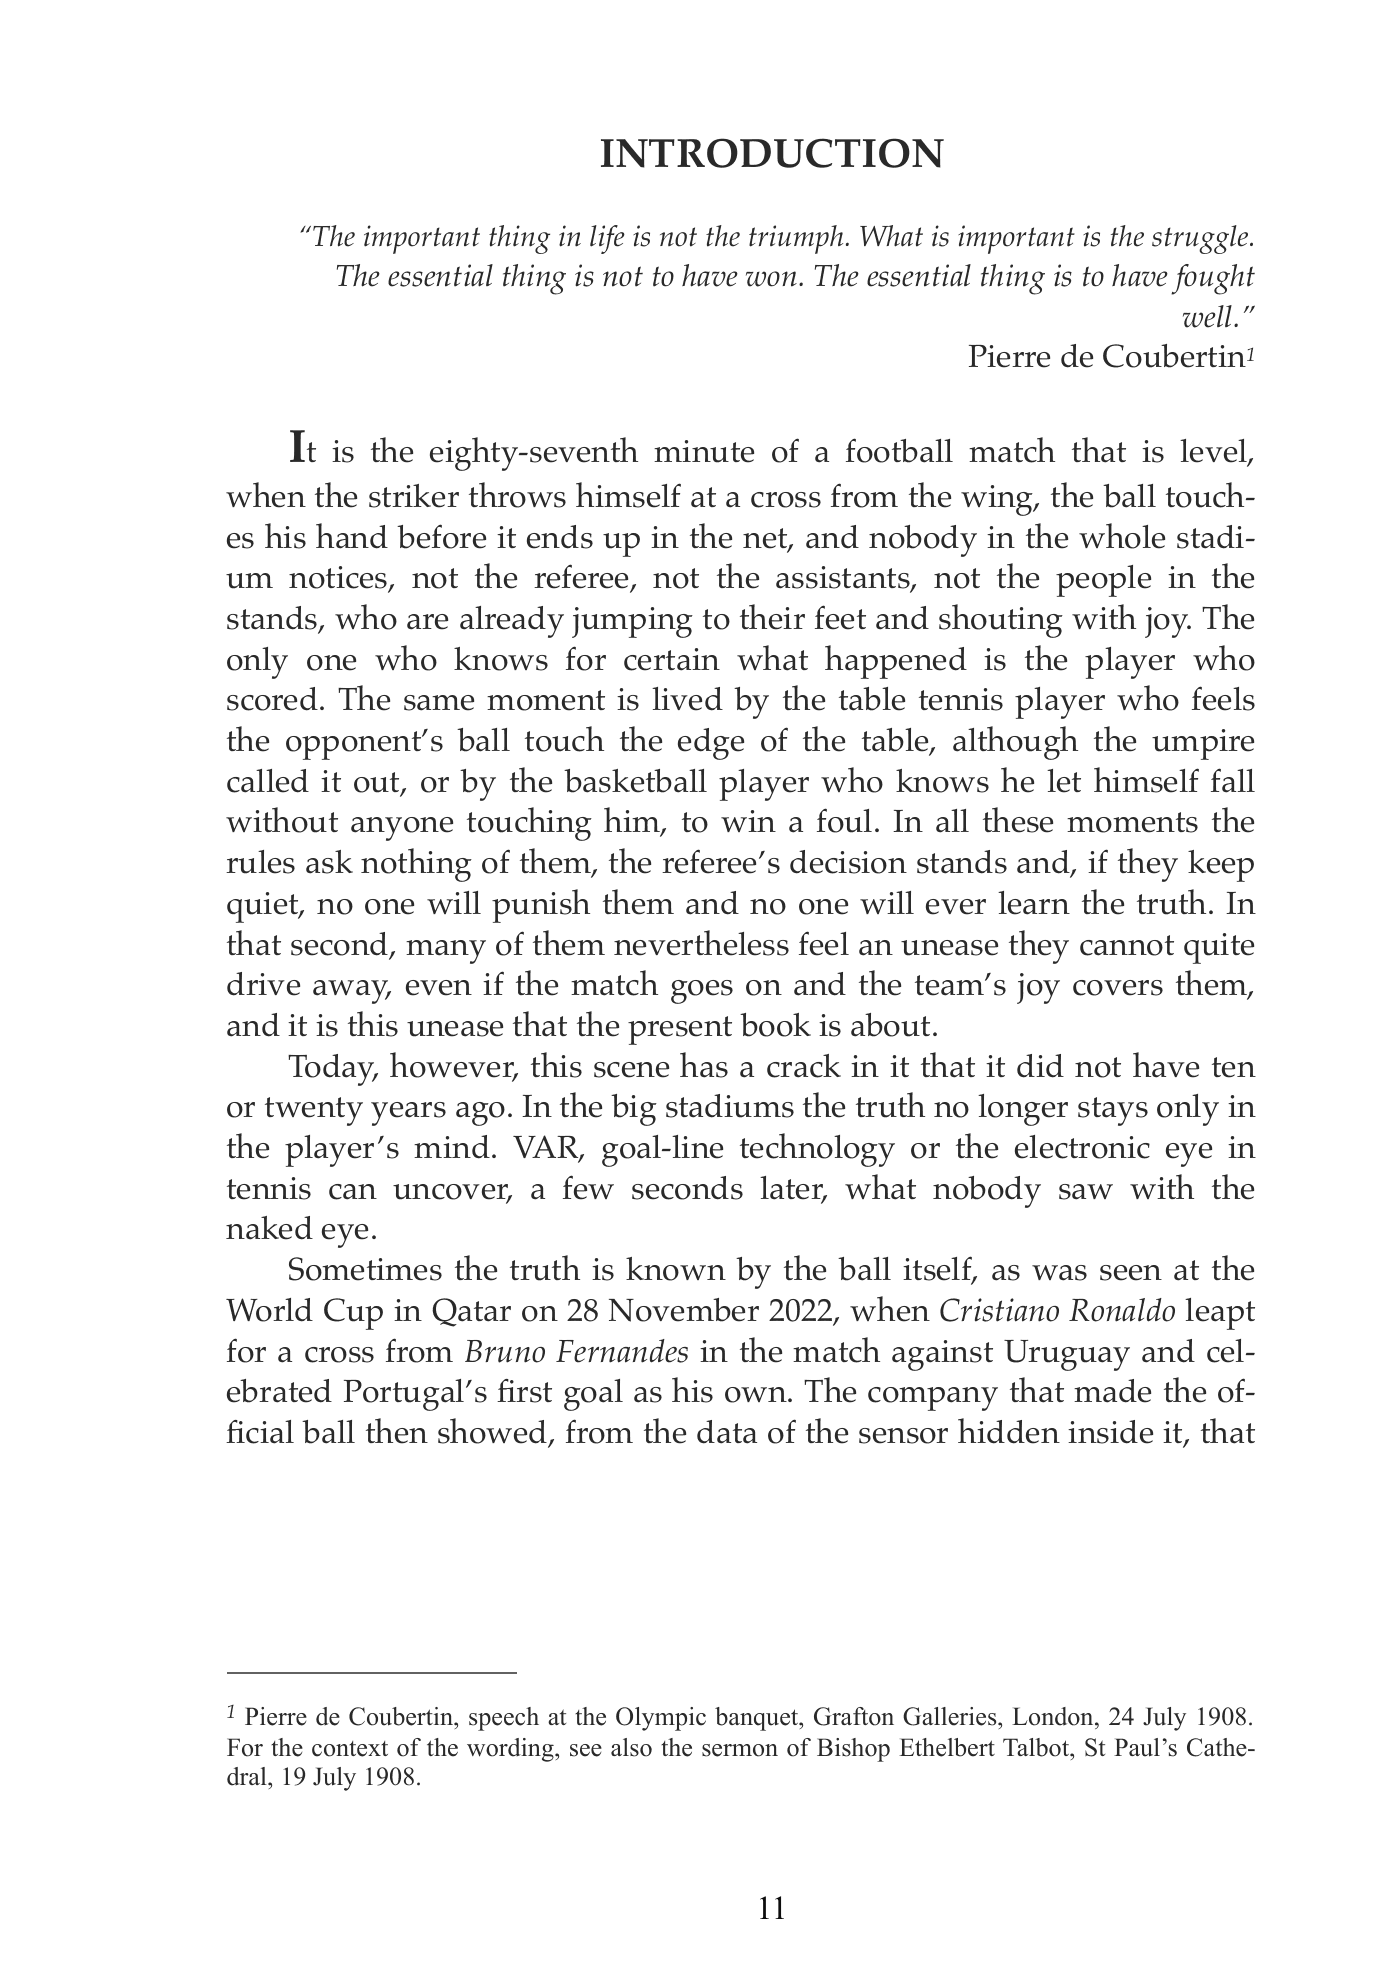 INTRODUCTION
“The important thing in life is not the triumph. What is important is the struggle.
The essential thing is not to have won. The essential thing is to have fought
well.”
Pierre de Coubertin1
It is the eighty-seventh minute of a football match that is level,
when the striker throws himself at a cross from the wing, the ball touch-
es his hand before it ends up in the net, and nobody in the whole stadi-
um notices, not the referee, not the assistants, not the people in the
stands, who are already jumping to their feet and shouting with joy. The
only one who knows for certain what happened is the player who
scored. The same moment is lived by the table tennis player who feels
the opponent’s ball touch the edge of the table, although the umpire
called it out, or by the basketball player who knows he let himself fall
without anyone touching him, to win a foul. In all these moments the
rules ask nothing of them, the referee’s decision stands and, if they keep
quiet, no one will punish them and no one will ever learn the truth. In
that second, many of them nevertheless feel an unease they cannot quite
drive away, even if the match goes on and the team’s joy covers them,
and it is this unease that the present book is about.
Today, however, this scene has a crack in it that it did not have ten
or twenty years ago. In the big stadiums the truth no longer stays only in
the player’s mind. VAR, goal-line technology or the electronic eye in
tennis can uncover, a few seconds later, what nobody saw with the
naked eye.
Sometimes the truth is known by the ball itself, as was seen at the
World Cup in Qatar on 28 November 2022, when Cristiano Ronaldo leapt
for a cross from Bruno Fernandes in the match against Uruguay and cel-
ebrated Portugal’s first goal as his own. The company that made the of-
ficial ball then showed, from the data of the sensor hidden inside it, that
1 Pierre de Coubertin, speech at the Olympic banquet, Grafton Galleries, London, 24 July 1908.
For the context of the wording, see also the sermon of Bishop Ethelbert Talbot, St Paul’s Cathe-
dral, 19 July 1908.
11